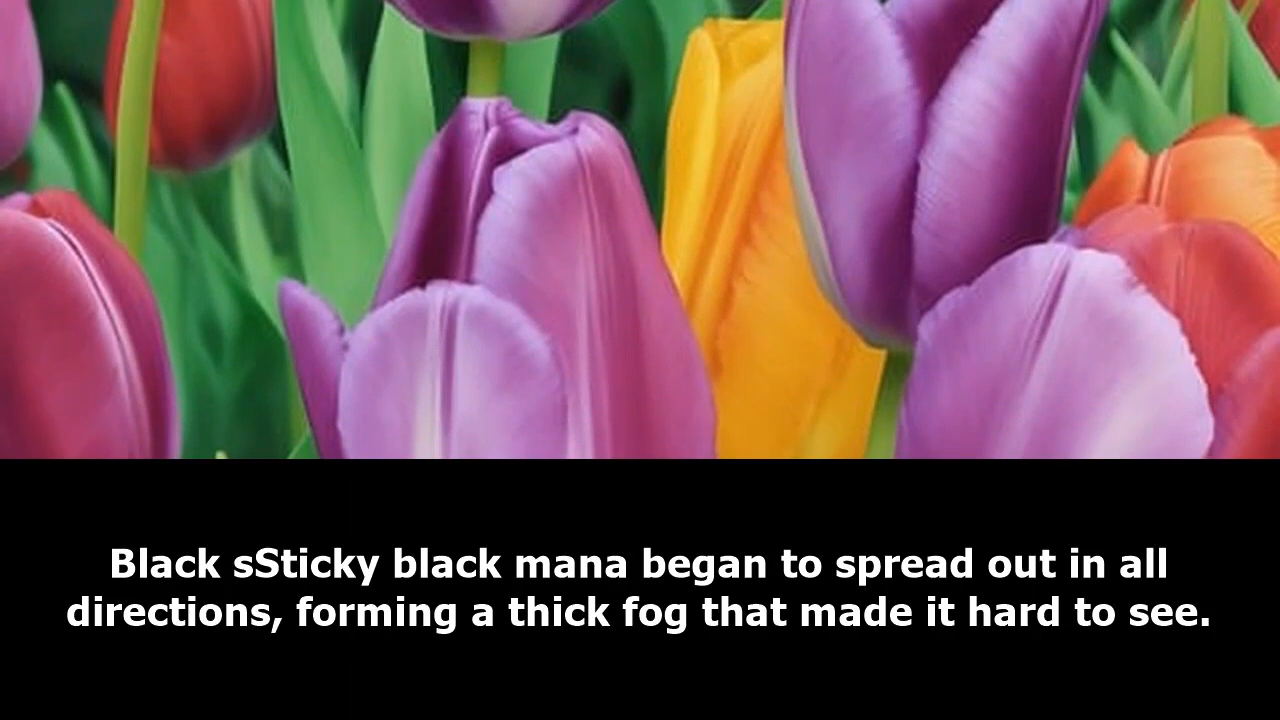 Black sSticky black mana began to spread out in all
directions, forming a thick fog that made it hard to see.